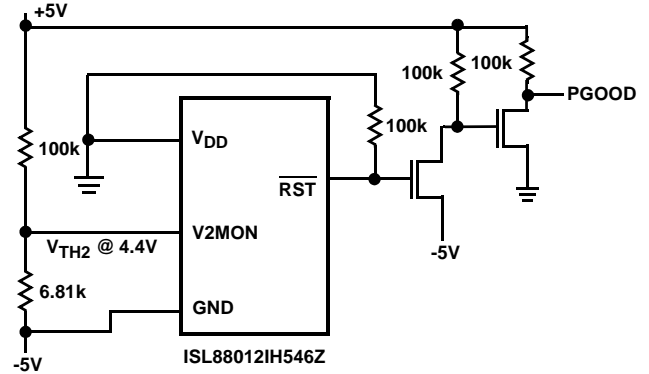 +5V
100k
100k
PGOOD
100k
100k
VDD
RST
V2MON
VTH2 @ 4.4V
-5V
6.81k
GND
-5V
ISL88012IH546Z